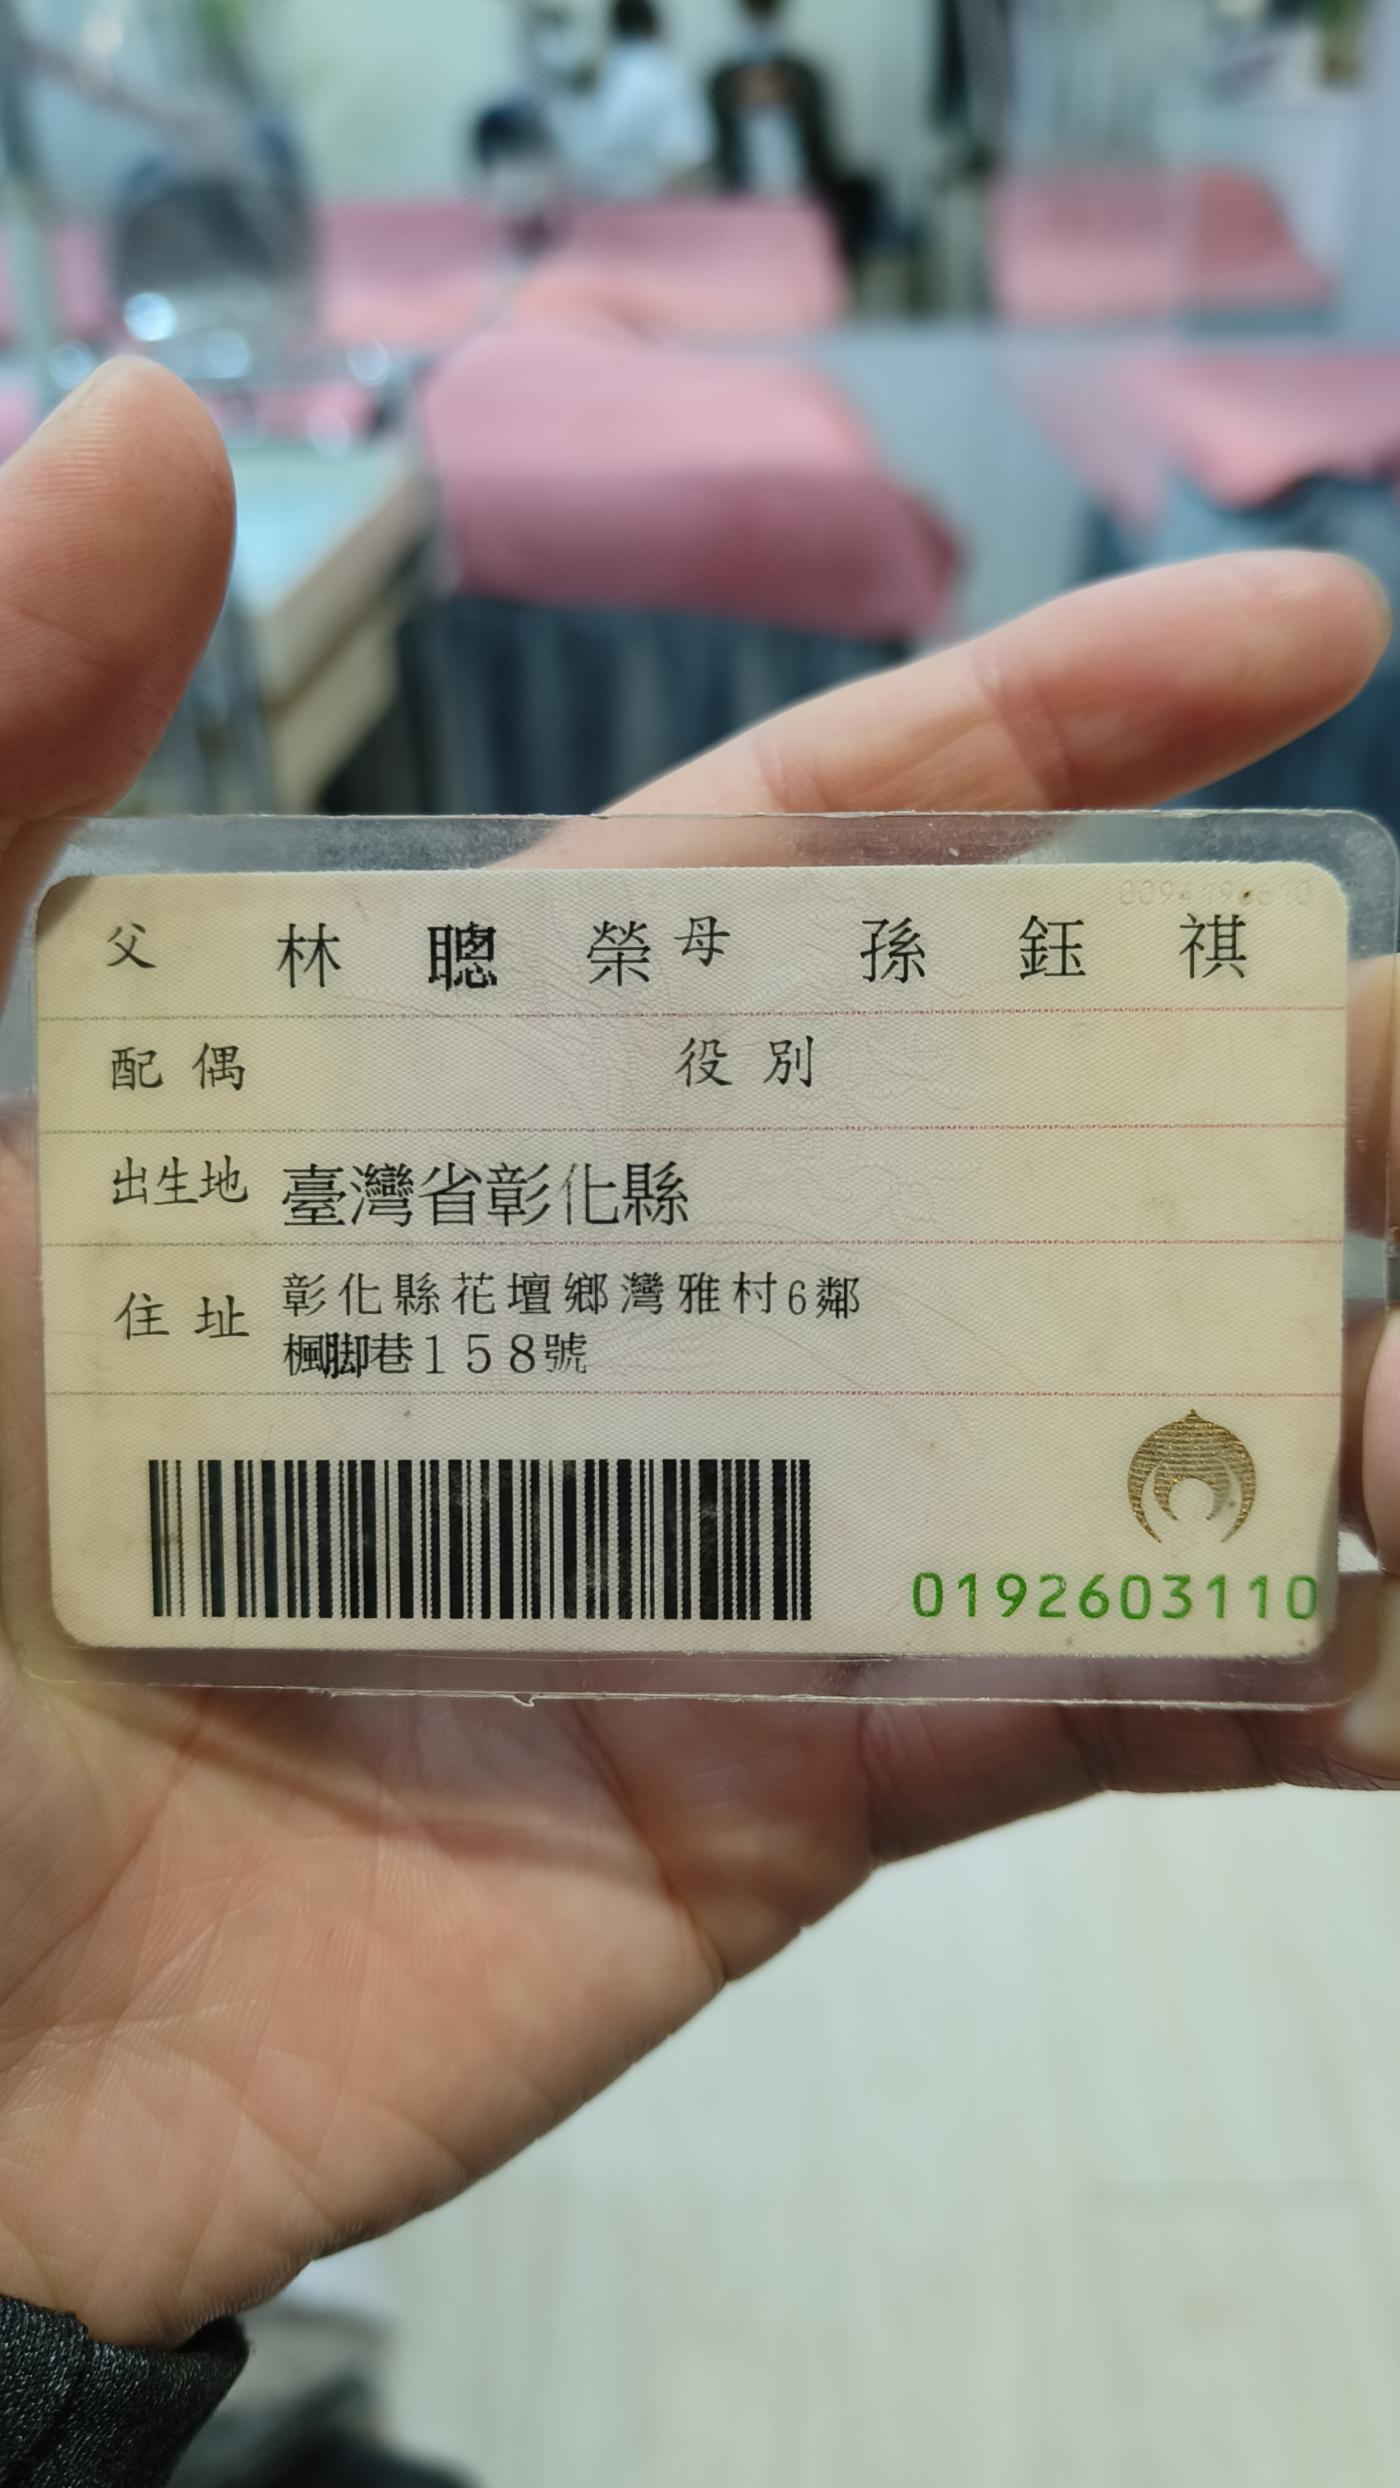 父 林聰榮 母 孫鈺祺
配偶 役別
出生地 臺灣省彰化縣
住址 彰化縣花壇鄉灣雅村6鄰
楓脚巷158號
0192603110